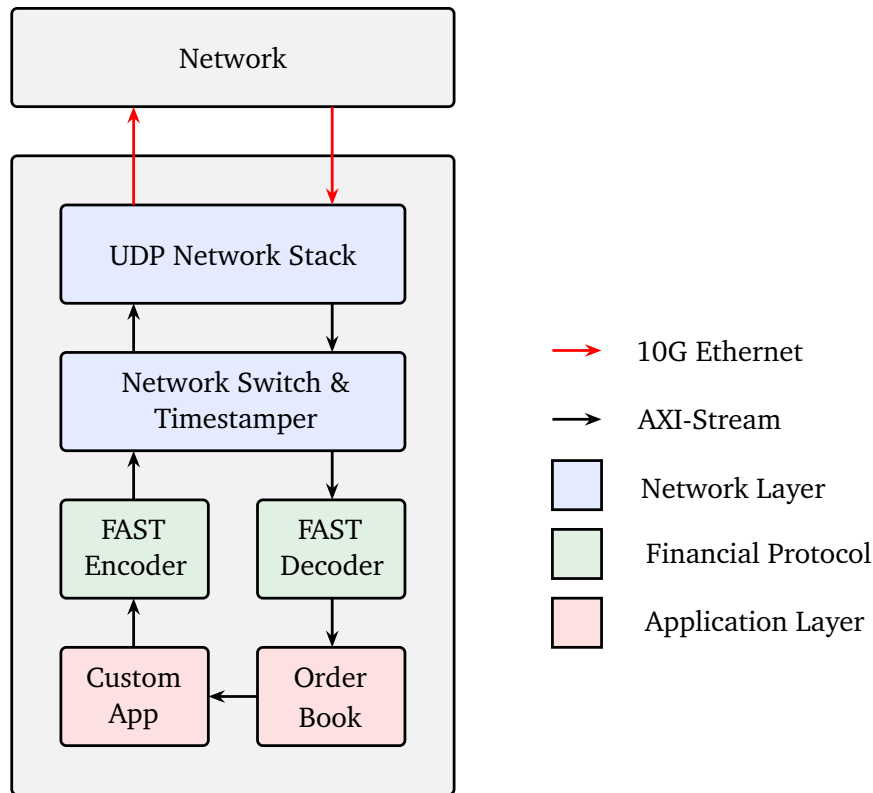 Network
UDP Network Stack
Network Switch &
Timestamper
FAST
Encoder
FAST
Decoder
Custom
App
Order
Book
10G Ethernet
AXI-Stream
Network Layer
Financial Protocol
Application Layer